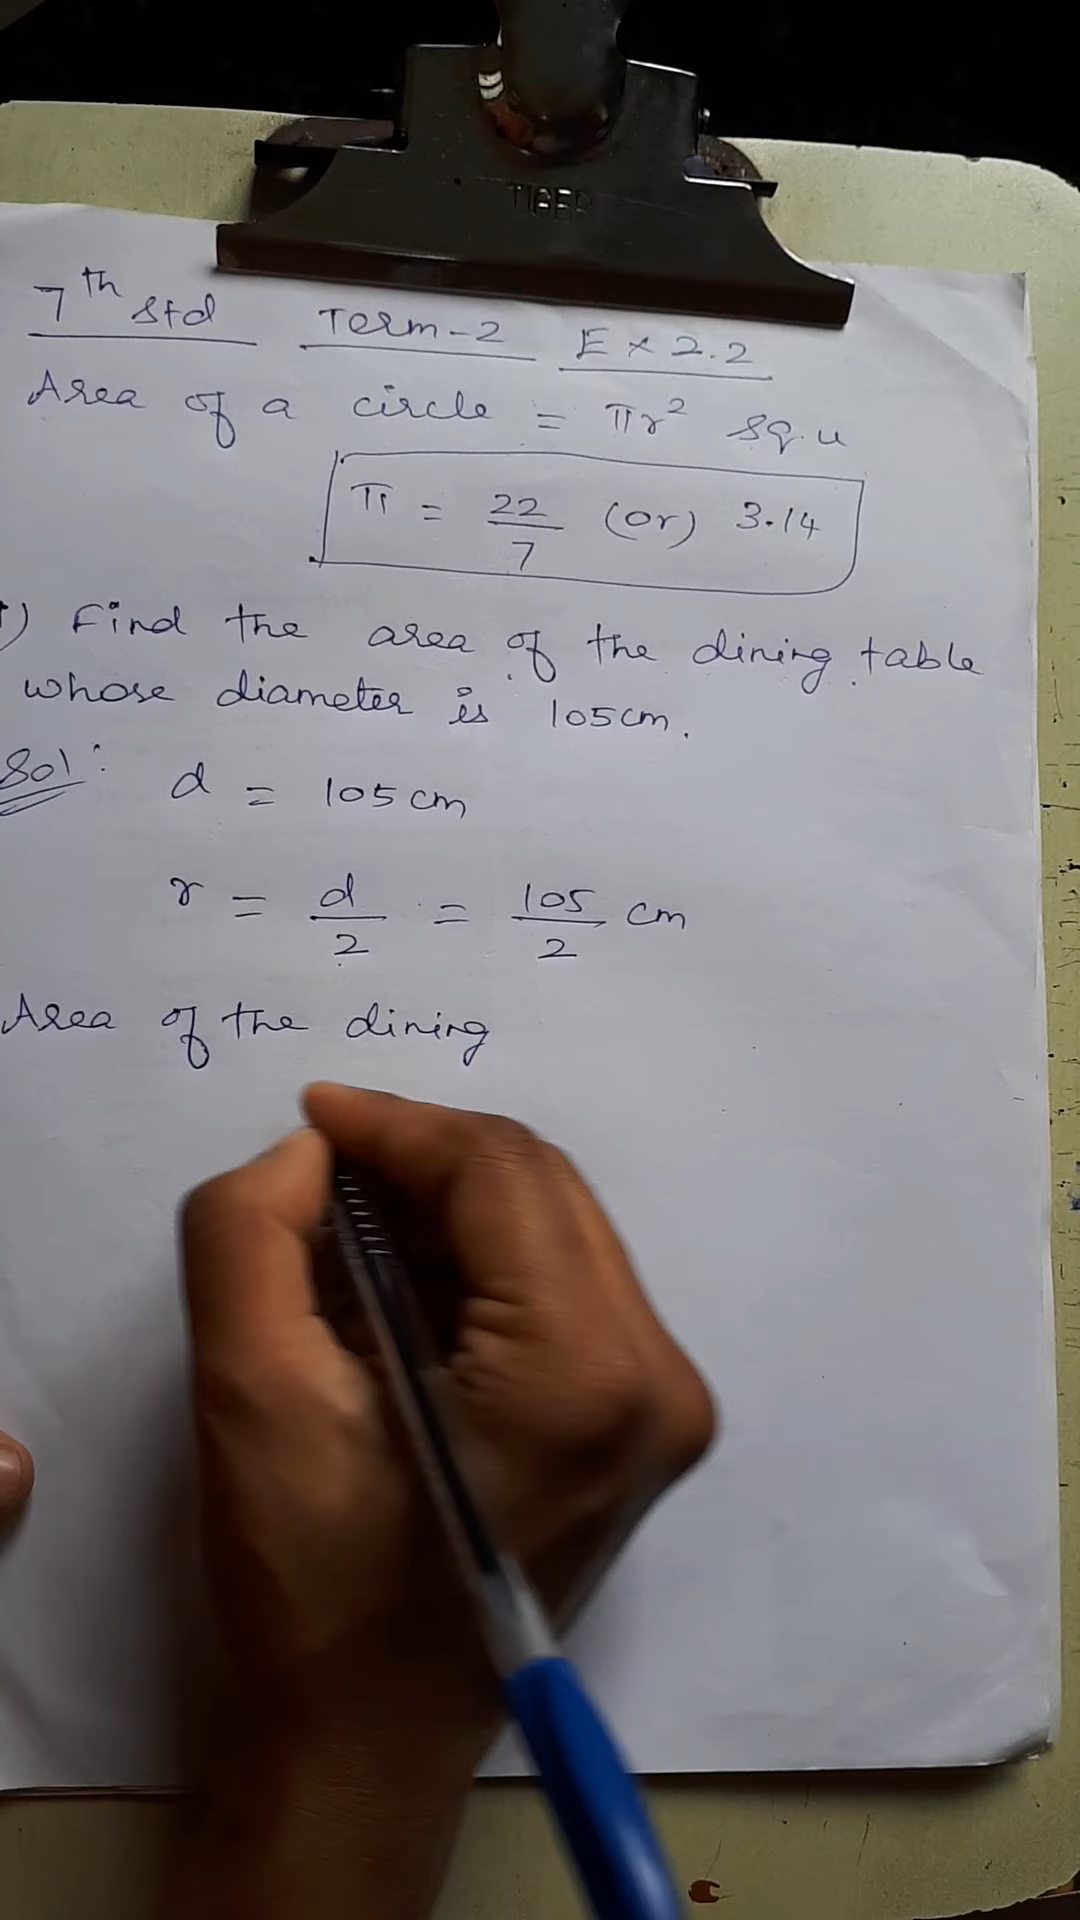 TIGER
7th std Term-2 Ex 2.2
Area of a circle = πr² sq.u
π = 22/7 (or) 3.14
1) Find the area of the dining table
whose diameter is 105cm.
Sol: d = 105cm
r = d/2 = 105/2 cm
Area of the dining